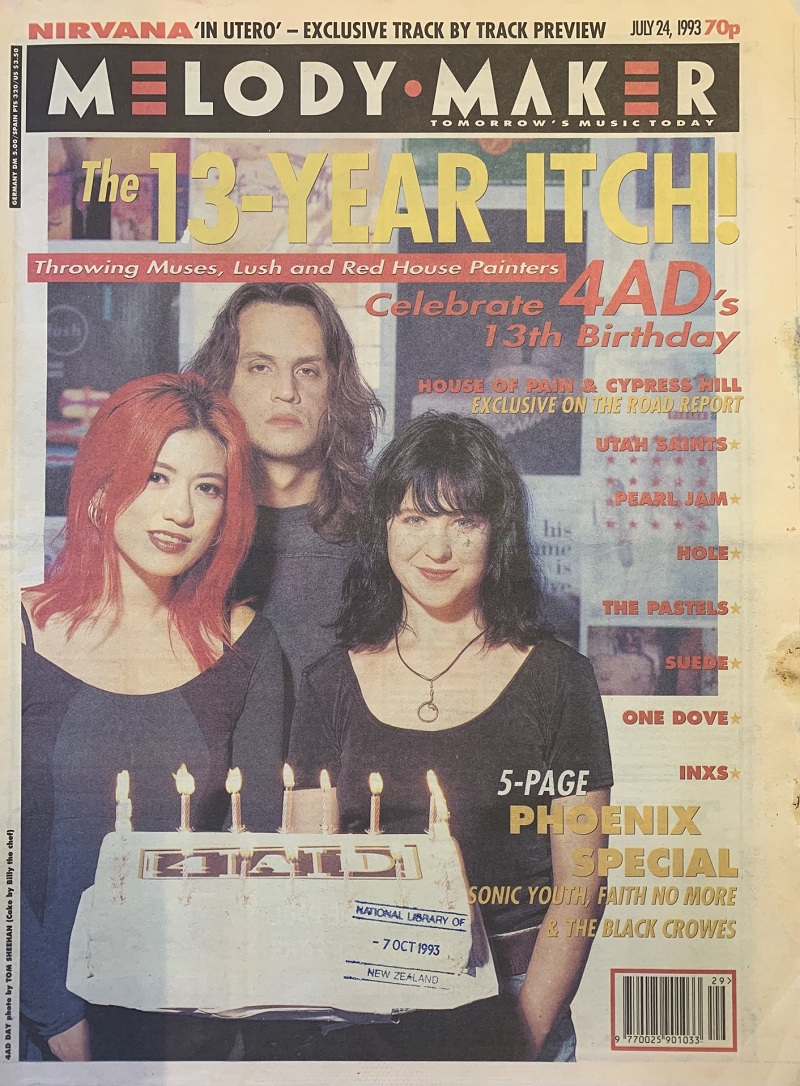 NIRVANA 'IN UTERO' – EXCLUSIVE TRACK BY TRACK PREVIEW JULY 24, 1993 70p
GERMANY DM 5.00/SPAIN PTS 320/US $3.50
MELODY·MAKER
TOMORROW'S MUSIC TODAY
The 13-YEAR ITCH!
Throwing Muses, Lush and Red House Painters
Celebrate 4AD's
13th Birthday
lush
HOUSE OF PAIN & CYPRESS HILL
EXCLUSIVE ON THE ROAD REPORT
UTAH SAINTS★
PEARL JAM★
HOLE★
THE PASTELS★
SUEDE★
ONE DOVE★
INXS★
his
is
5-PAGE
PHOENIX
SPECIAL
SONIC YOUTH, FAITH NO MORE
& THE BLACK CROWES
4AD
NATIONAL LIBRARY OF
- 7 OCT 1993
NEW ZEALAND
4AD DAY photo by TOM SHEEHAN (Cake by Billy the chef)
29>
9 770025 901033